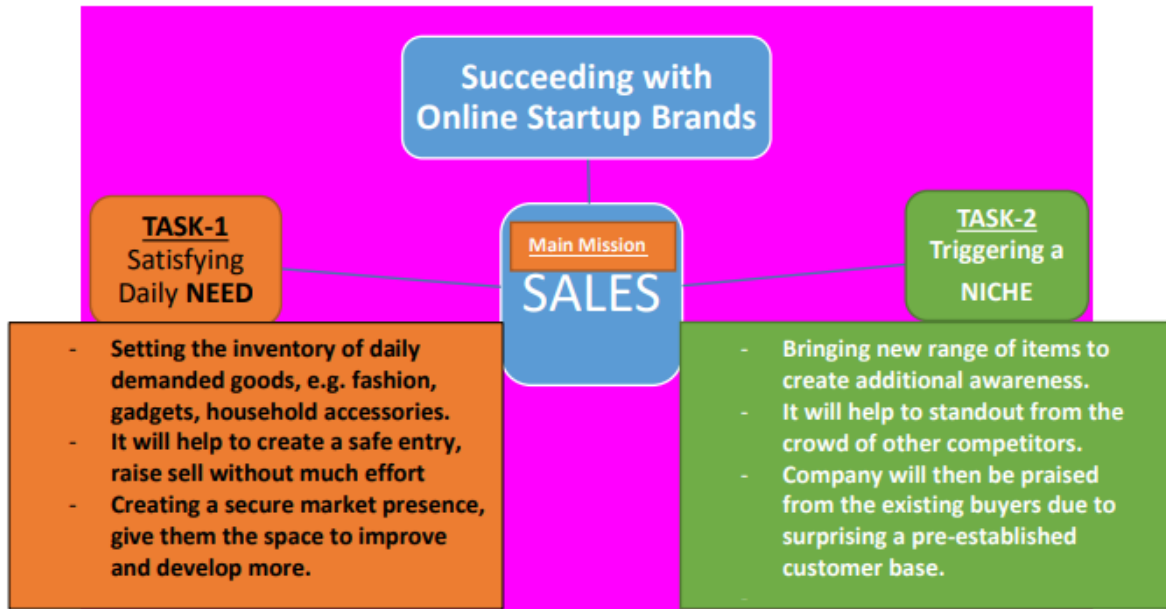 Succeeding with
Online Startup Brands
TASK-1
Satisfying
Daily NEED
Main Mission
SALES
TASK-2
Triggering a
NICHE
- Setting the inventory of daily
demanded goods, e.g. fashion,
gadgets, household accessories.
- It will help to create a safe entry,
raise sell without much effort
- Creating a secure market presence,
give them the space to improve
and develop more.
- Bringing new range of items to
create additional awareness.
- It will help to standout from the
crowd of other competitors.
- Company will then be praised
from the existing buyers due to
surprising a pre-established
customer base.
-